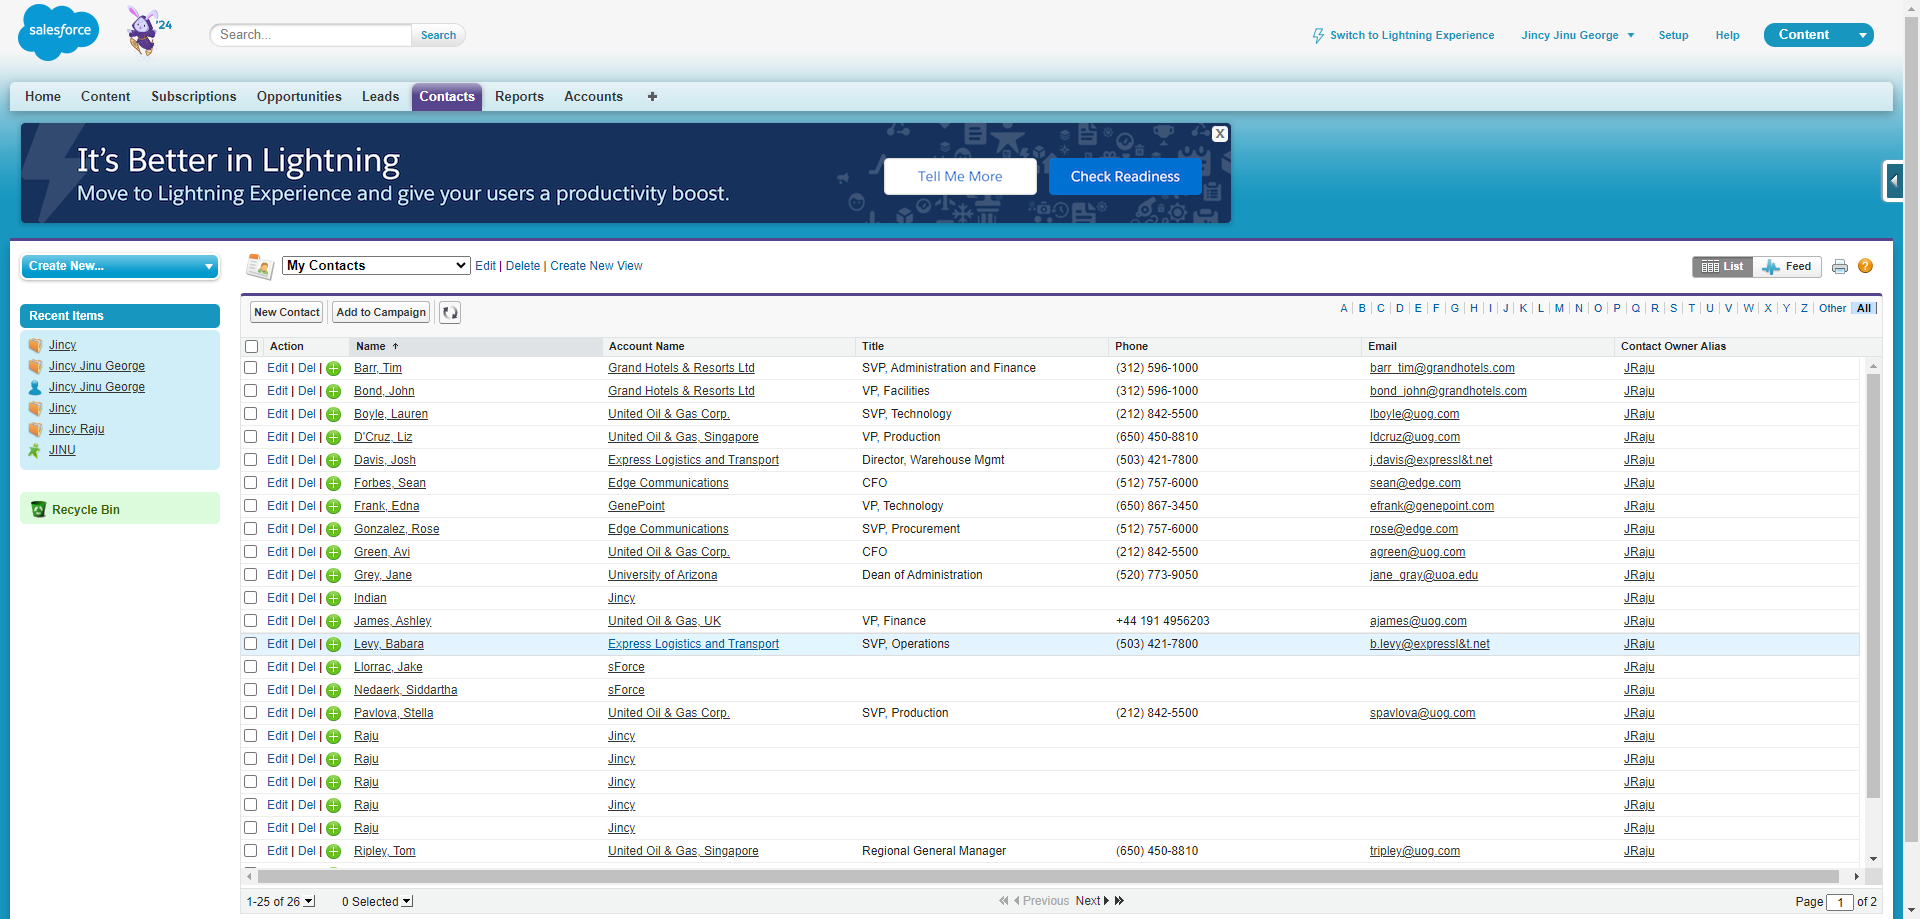 salesforce
'24
Search...
Search
Switch to Lightning Experience
Jincy Jinu George
Setup
Help
Content
Home Content Subscriptions Opportunities Leads Contacts Reports Accounts +
It's Better in Lightning
Move to Lightning Experience and give your users a productivity boost.
Tell Me More
Check Readiness
X
Create New...
Recent Items
Jincy
Jincy Jinu George
Jincy Jinu George
Jincy
Jincy Raju
JINU
Recycle Bin
My Contacts
Edit | Delete | Create New View
List
Feed
?
New Contact
Add to Campaign
A | B | C | D | E | F | G | H | I | J | K | L | M | N | O | P | Q | R | S | T | U | V | W | X | Y | Z | Other | All
Action Name Account Name Title Phone Email Contact Owner Alias
Edit | Del | Barr, Tim Grand Hotels & Resorts Ltd SVP, Administration and Finance (312) 596-1000 barr_tim@grandhotels.com JRaju
Edit | Del | Bond, John Grand Hotels & Resorts Ltd VP, Facilities (312) 596-1000 bond_john@grandhotels.com JRaju
Edit | Del | Boyle, Lauren United Oil & Gas Corp. SVP, Technology (212) 842-5500 lboyle@uog.com JRaju
Edit | Del | D'Cruz, Liz United Oil & Gas, Singapore VP, Production (650) 450-8810 ldcruz@uog.com JRaju
Edit | Del | Davis, Josh Express Logistics and Transport Director, Warehouse Mgmt (503) 421-7800 j.davis@expressl&t.net JRaju
Edit | Del | Forbes, Sean Edge Communications CFO (512) 757-6000 sean@edge.com JRaju
Edit | Del | Frank, Edna GenePoint VP, Technology (650) 867-3450 efrank@genepoint.com JRaju
Edit | Del | Gonzalez, Rose Edge Communications SVP, Procurement (512) 757-6000 rose@edge.com JRaju
Edit | Del | Green, Avi United Oil & Gas Corp. CFO (212) 842-5500 agreen@uog.com JRaju
Edit | Del | Grey, Jane University of Arizona Dean of Administration (520) 773-9050 jane_gray@uoa.edu JRaju
Edit | Del | Indian Jincy JRaju
Edit | Del | James, Ashley United Oil & Gas, UK VP, Finance +44 191 4956203 ajames@uog.com JRaju
Edit | Del | Levy, Babara Express Logistics and Transport SVP, Operations (503) 421-7800 b.levy@expressl&t.net JRaju
Edit | Del | Llorrac, Jake sForce JRaju
Edit | Del | Nedaerk, Siddartha sForce JRaju
Edit | Del | Pavlova, Stella United Oil & Gas Corp. SVP, Production (212) 842-5500 spavlova@uog.com JRaju
Edit | Del | Raju Jincy JRaju
Edit | Del | Raju Jincy JRaju
Edit | Del | Raju Jincy JRaju
Edit | Del | Raju Jincy JRaju
Edit | Del | Raju Jincy JRaju
Edit | Del | Ripley, Tom United Oil & Gas, Singapore Regional General Manager (650) 450-8810 tripley@uog.com JRaju
1-25 of 26
0 Selected
Previous Next
Page 1 of 2